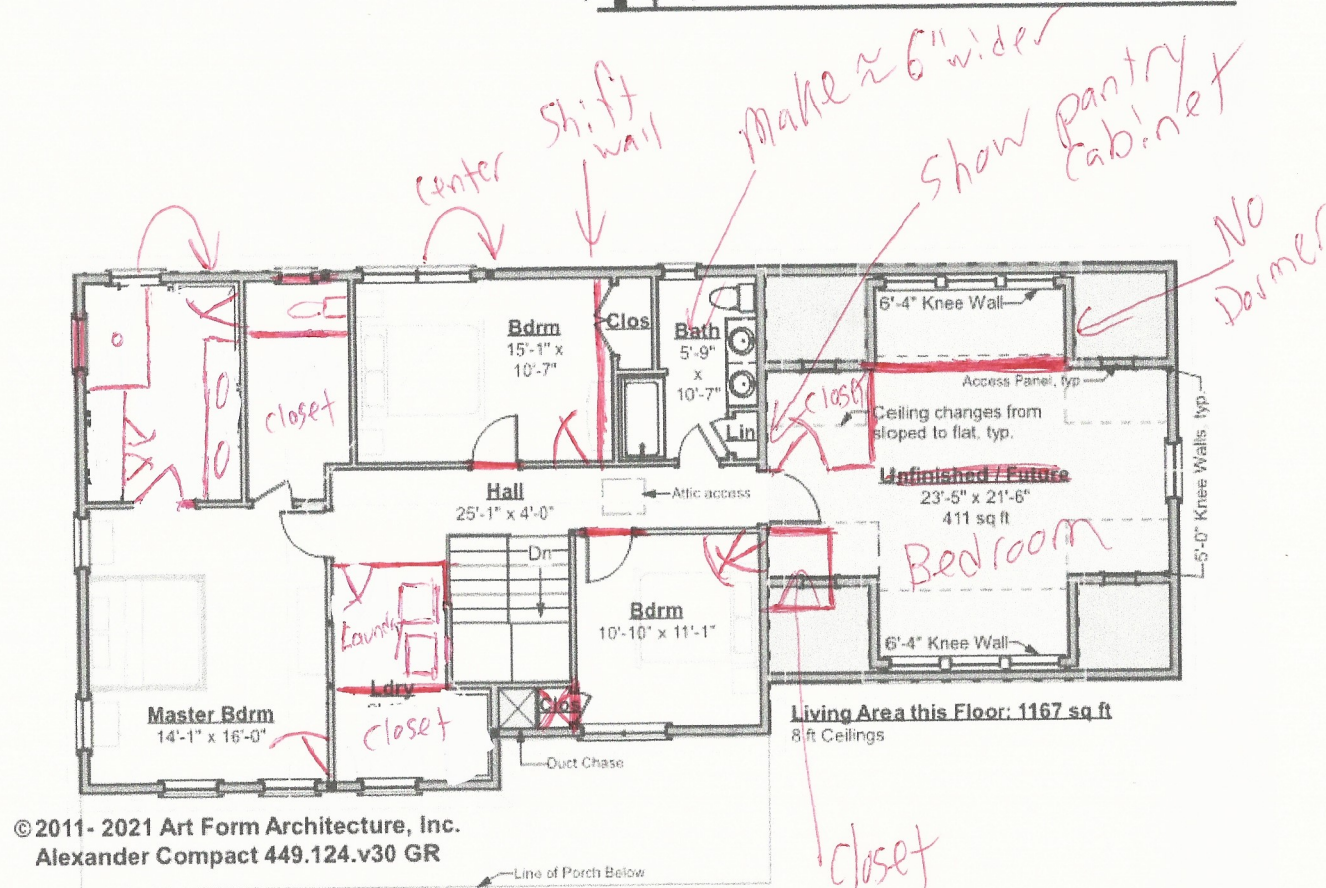 Make ≈ 6" wider
Shift
wall
center
Show pantry
cabinet
No
Dormer
6'-4" Knee Wall
Bdrm
15'-1" x
10'-7"
Clos
Bath
5'-9"
x
10'-7"
Lin
closet
closet
Access Panel, typ
Ceiling changes from
sloped to flat, typ.
Unfinished / Future
23'-5" x 21'-6"
411 sq ft
Bedroom
5'-0" Knee Walls, typ.
Hall
25'-1" x 4'-0"
Attic access
Dn
Laundry
Ldry
closet
Bdrm
10'-10" x 11'-1"
6'-4" Knee Wall
Clos
Master Bdrm
14'-1" x 16'-0"
Duct Chase
Living Area this Floor: 1167 sq ft
8 ft Ceilings
©2011- 2021 Art Form Architecture, Inc.
Alexander Compact 449.124.v30 GR
Line of Porch Below
closet